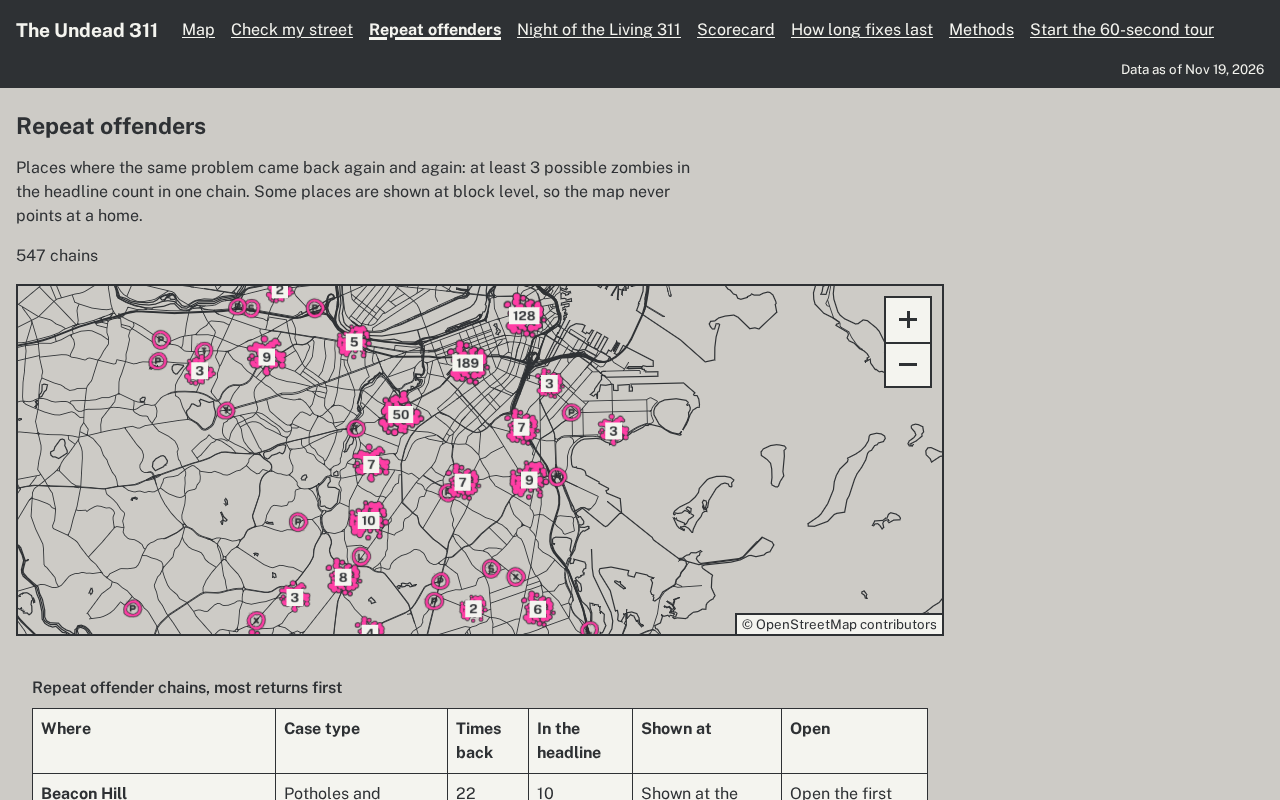 The Undead 311 Map Check my street Repeat offenders Night of the Living 311 Scorecard How long fixes last Methods Start the 60-second tour
Data as of Nov 19, 2026
Repeat offenders
Places where the same problem came back again and again: at least 3 possible zombies in
the headline count in one chain. Some places are shown at block level, so the map never
points at a home.
547 chains
2
128
5
9
189
3
3
50
P
7
3
7
7
9
10
P
8
3
2
6
P
X
4
+
−
© OpenStreetMap contributors
Repeat offender chains, most returns first
Where Case type Times back In the headline Shown at Open
Beacon Hill Potholes and 22 10 Shown at the Open the first